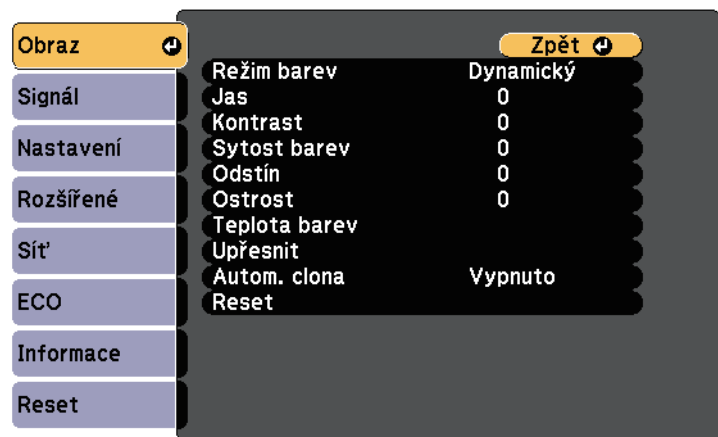 Obraz
Signál
Nastavení
Rozšířené
Síť
ECO
Informace
Reset
Zpět
Režim barev Dynamický
Jas 0
Kontrast 0
Sytost barev 0
Odstín 0
Ostrost 0
Teplota barev
Upřesnit
Autom. clona Vypnuto
Reset